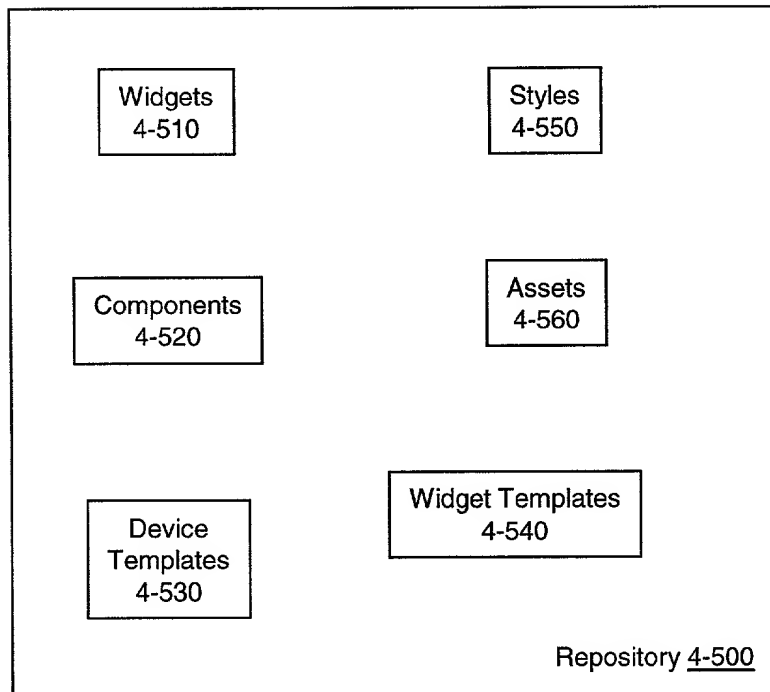 Widgets
4-510
Styles
4-550
Components
4-520
Assets
4-560
Device
Templates
4-530
Widget Templates
4-540
Repository 4-500